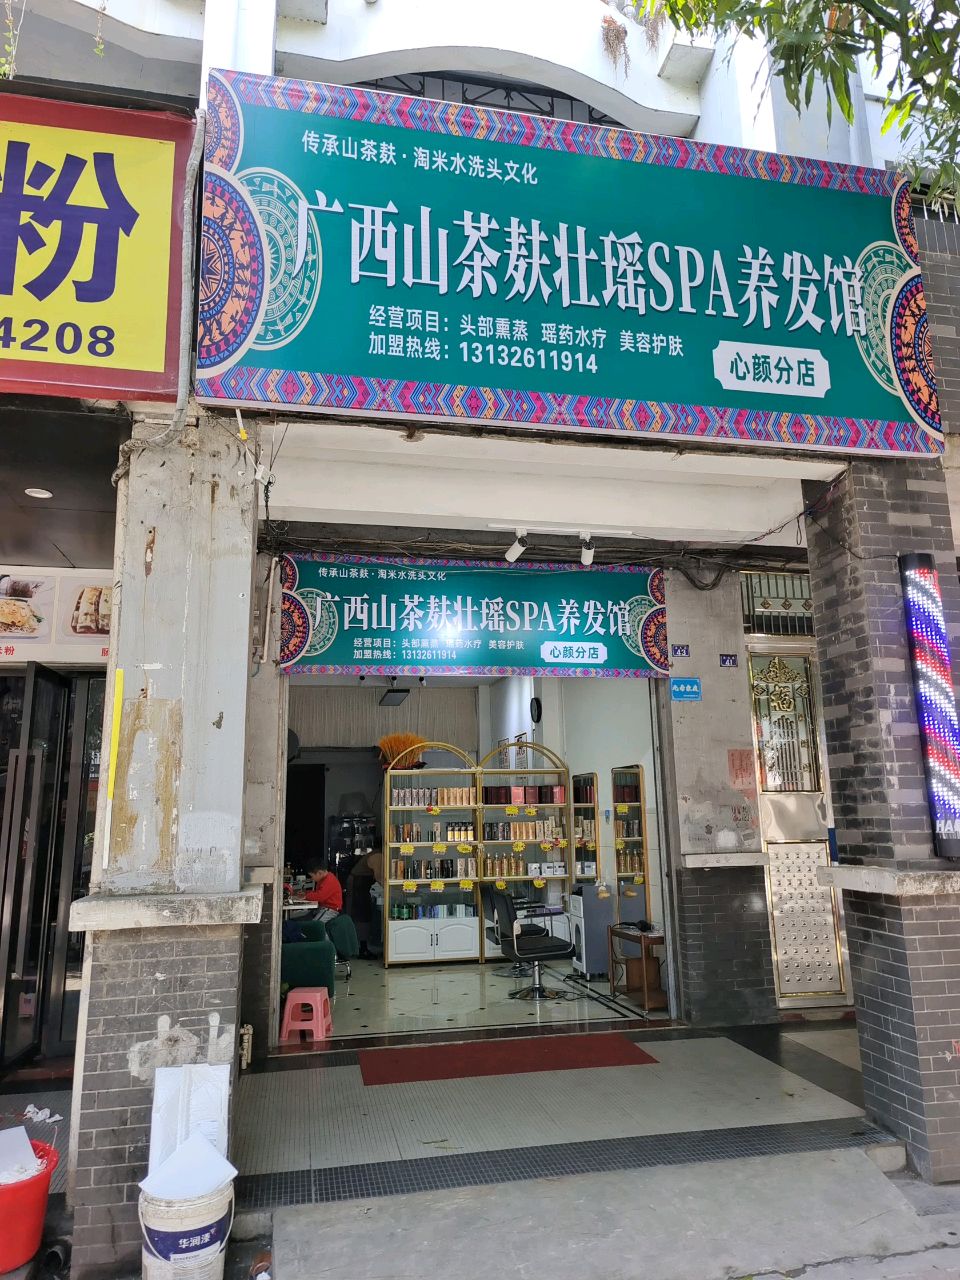 粉
4208
传承山茶麸·淘米水洗头文化
广西山茶麸壮瑶SPA养发馆
经营项目：头部熏蒸 瑶药水疗 美容护肤
加盟热线：13132611914
心颜分店
传承山茶麸·淘米水洗头文化
广西山茶麸壮瑶SPA养发馆
经营项目：头部熏蒸 瑶药水疗 美容护肤
加盟热线：13132611914
心颜分店
福
HA
华润漆